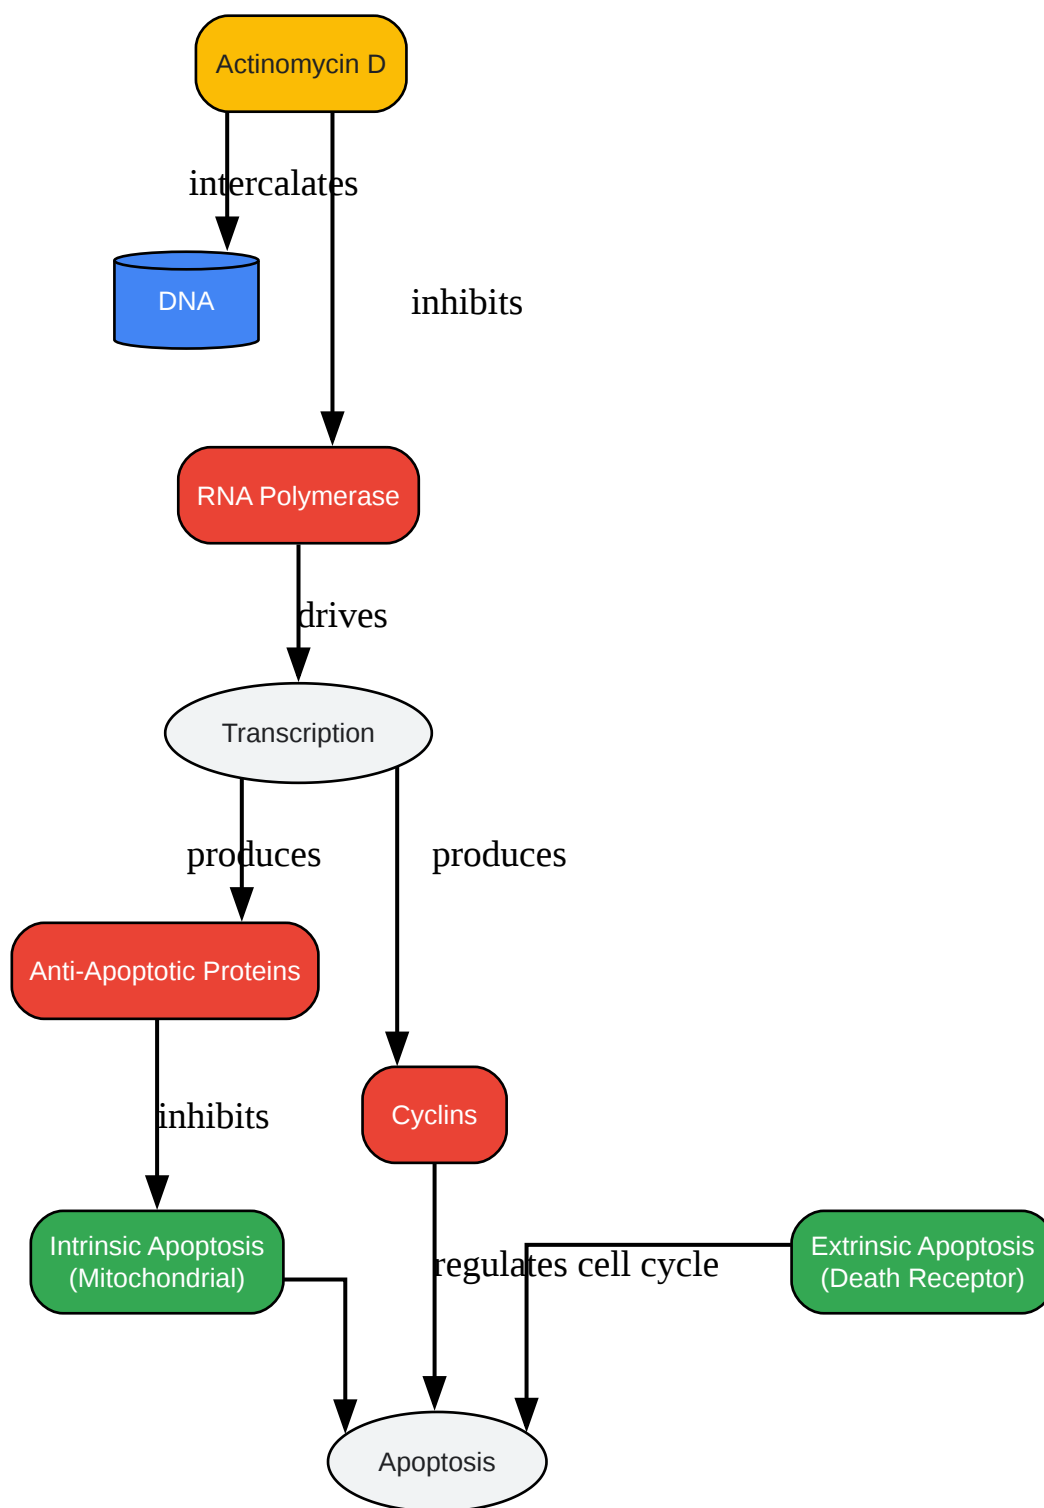 Actinomycin D
intercalates
DNA
inhibits
RNA Polymerase
drives
Transcription
produces
produces
Anti-Apoptotic Proteins
Cyclins
inhibits
Intrinsic Apoptosis
(Mitochondrial)
regulates cell cycle
Extrinsic Apoptosis
(Death Receptor)
Apoptosis